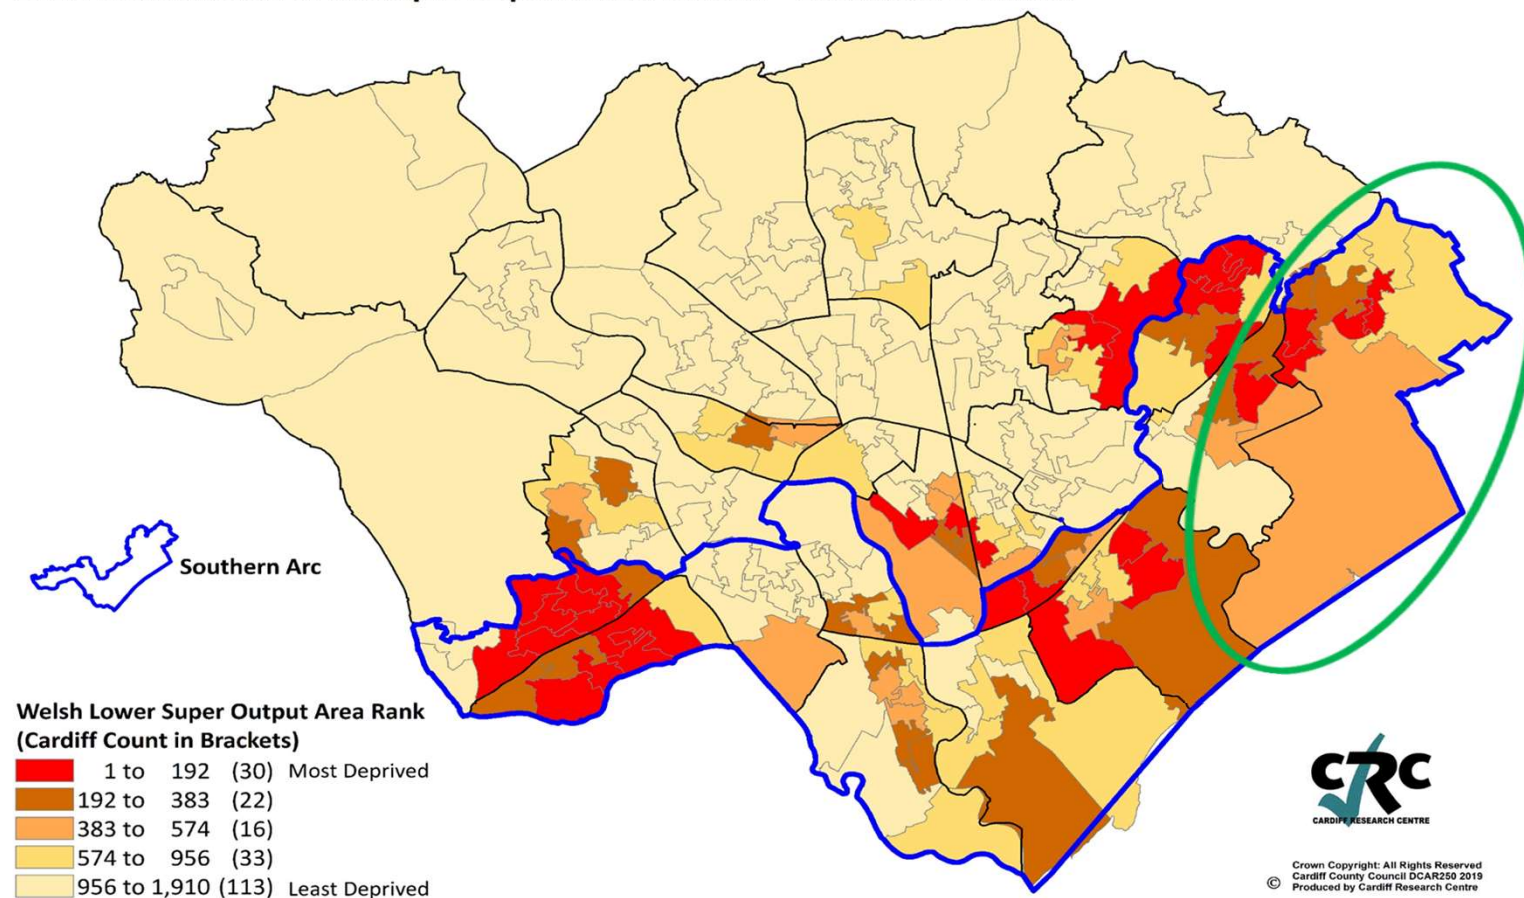 Southern Arc
Welsh Lower Super Output Area Rank
(Cardiff Count in Brackets)
1 to 192 (30) Most Deprived
192 to 383 (22)
383 to 574 (16)
574 to 956 (33)
956 to 1,910 (113) Least Deprived
CRC
CARDIFF RESEARCH CENTRE
Crown Copyright: All Rights Reserved
Cardiff County Council DCAR250 2019
© Produced by Cardiff Research Centre